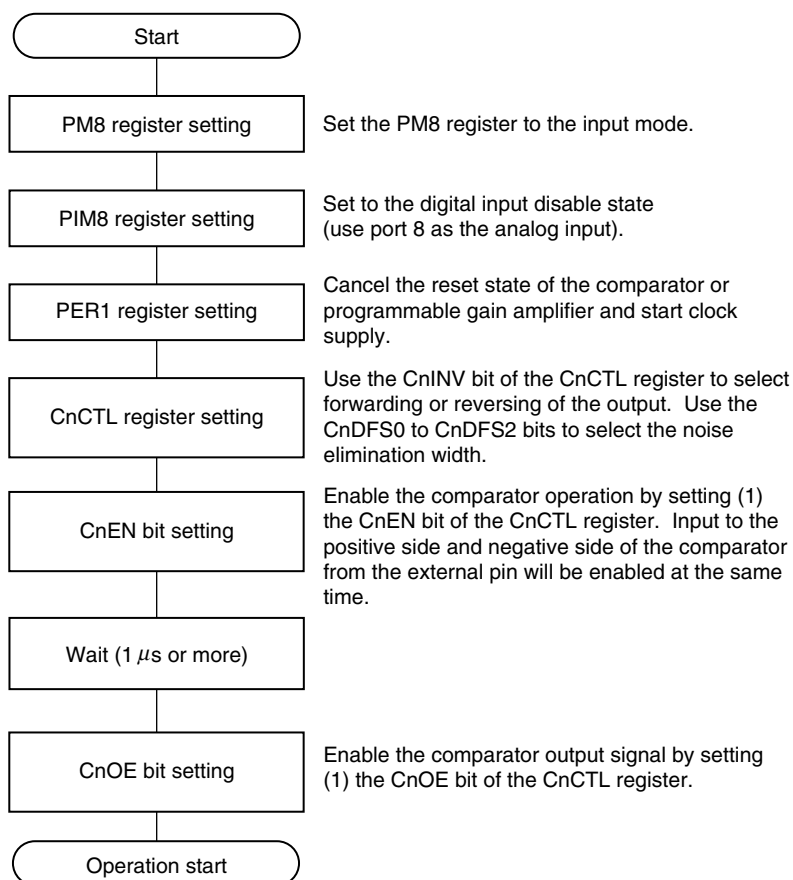 Start
PM8 register setting
Set the PM8 register to the input mode.
PIM8 register setting
Set to the digital input disable state
(use port 8 as the analog input).
PER1 register setting
Cancel the reset state of the comparator or
programmable gain amplifier and start clock
supply.
CnCTL register setting
Use the CnINV bit of the CnCTL register to select
forwarding or reversing of the output. Use the
CnDFS0 to CnDFS2 bits to select the noise
elimination width.
CnEN bit setting
Enable the comparator operation by setting (1)
the CnEN bit of the CnCTL register. Input to the
positive side and negative side of the comparator
from the external pin will be enabled at the same
time.
Wait (1 μs or more)
CnOE bit setting
Enable the comparator output signal by setting
(1) the CnOE bit of the CnCTL register.
Operation start